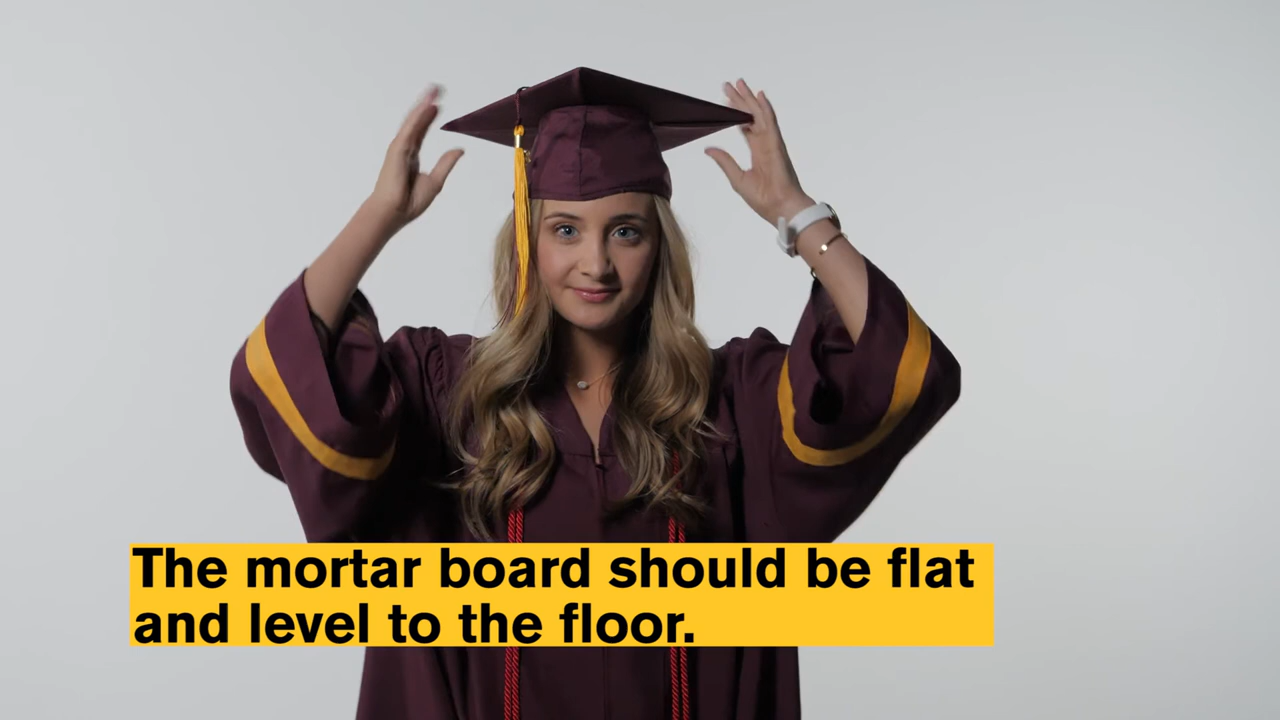 The mortar board should be flat
and level to the floor.